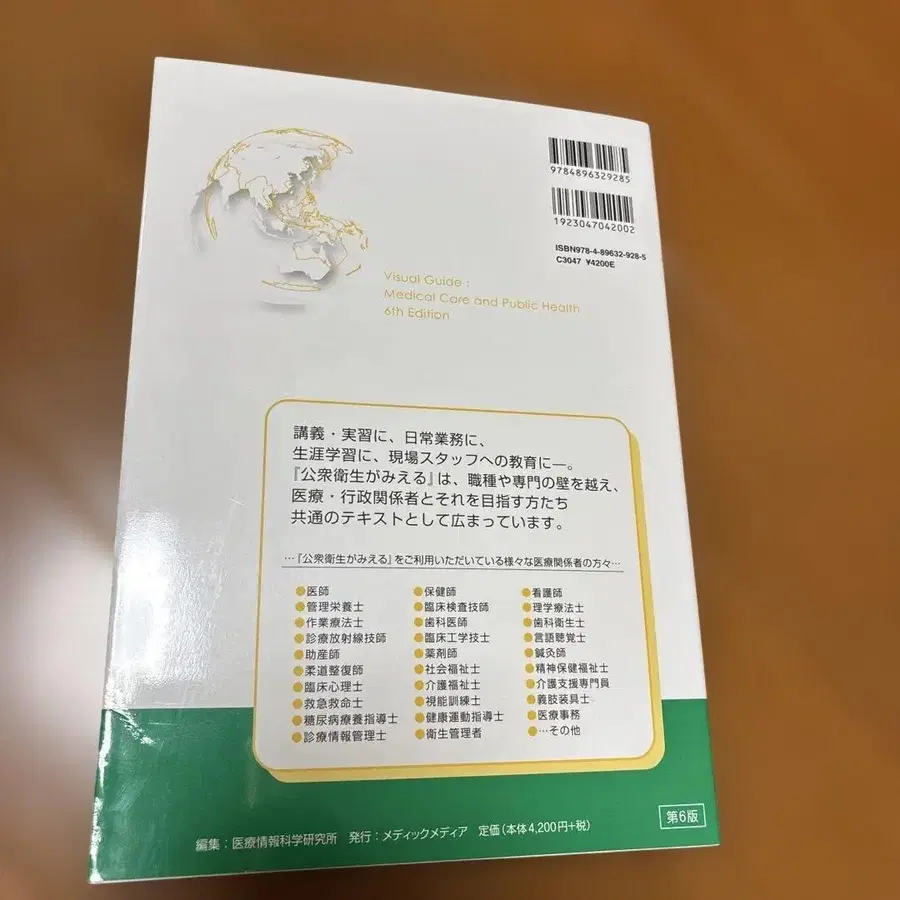 9784896329285
1923047042002
ISBN978-4-89632-928-5
C3047 ¥4200E
Visual Guide :
Medical Care and Public Health
6th Edition
講義・実習に、日常業務に、
生涯学習に、現場スタッフへの教育に―。
『公衆衛生がみえる』は、職種や専門の壁を越え、
医療・行政関係者とそれを目指す方たち
共通のテキストとして広まっています。
…『公衆衛生がみえる』をご利用いただいている様々な医療関係者の方々…
●医師 ●保健師 ●看護師
●管理栄養士 ●臨床検査技師 ●理学療法士
●作業療法士 ●歯科医師 ●歯科衛生士
●診療放射線技師 ●臨床工学技士 ●言語聴覚士
●助産師 ●薬剤師 ●鍼灸師
●柔道整復師 ●社会福祉士 ●精神保健福祉士
●臨床心理士 ●介護福祉士 ●介護支援専門員
●救急救命士 ●視能訓練士 ●義肢装具士
●糖尿病療養指導士 ●健康運動指導士 ●医療事務
●診療情報管理士 ●衛生管理者 ●…その他
第6版
編集：医療情報科学研究所 発行：メディックメディア 定価（本体4,200円+税）